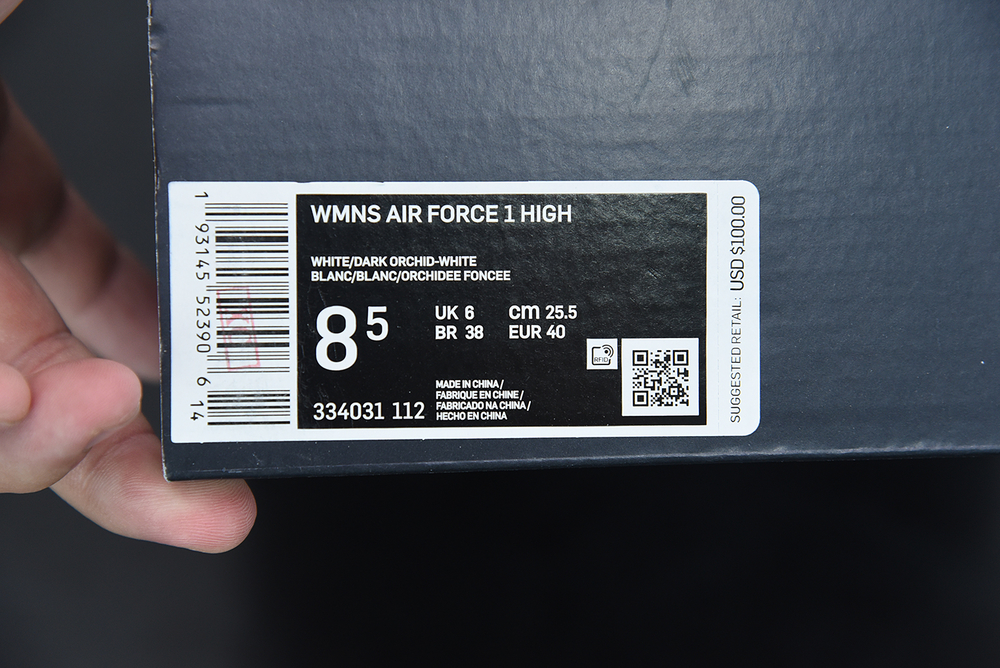 WMNS AIR FORCE 1 HIGH
WHITE/DARK ORCHID-WHITE
BLANC/BLANC/ORCHIDEE FONCEE
8 5
UK 6 cm 25.5
BR 38 EUR 40
RFID
MADE IN CHINA /
FABRIQUE EN CHINE /
FABRICADO NA CHINA /
HECHO EN CHINA
334031 112
1 93145 52390 6 14
SUGGESTED RETAIL: USD $100.00